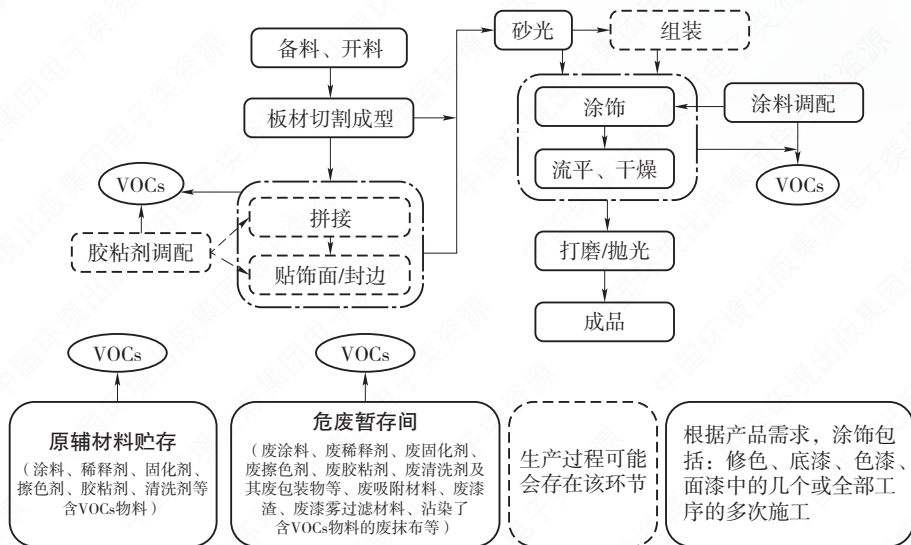 备料、开料
板材切割成型
VOCs
胶粘剂调配
拼接
贴饰面/封边
砂光
组装
涂饰
流平、干燥
涂料调配
VOCs
打磨/抛光
成品
VOCs
原辅材料贮存
（涂料、稀释剂、固化剂、
擦色剂、胶粘剂、清洗剂等
含VOCs物料）
VOCs
危废暂存间
（废涂料、废稀释剂、废固化剂、
废擦色剂、废胶粘剂、废清洗剂及
其废包装物等、废吸附材料、废漆
渣、废漆雾过滤材料、沾染了
含VOCs物料的废抹布等）
生产过程可能
会存在该环节
根据产品需求，涂饰包
括：修色、底漆、色漆、
面漆中的几个或全部工
序的多次施工